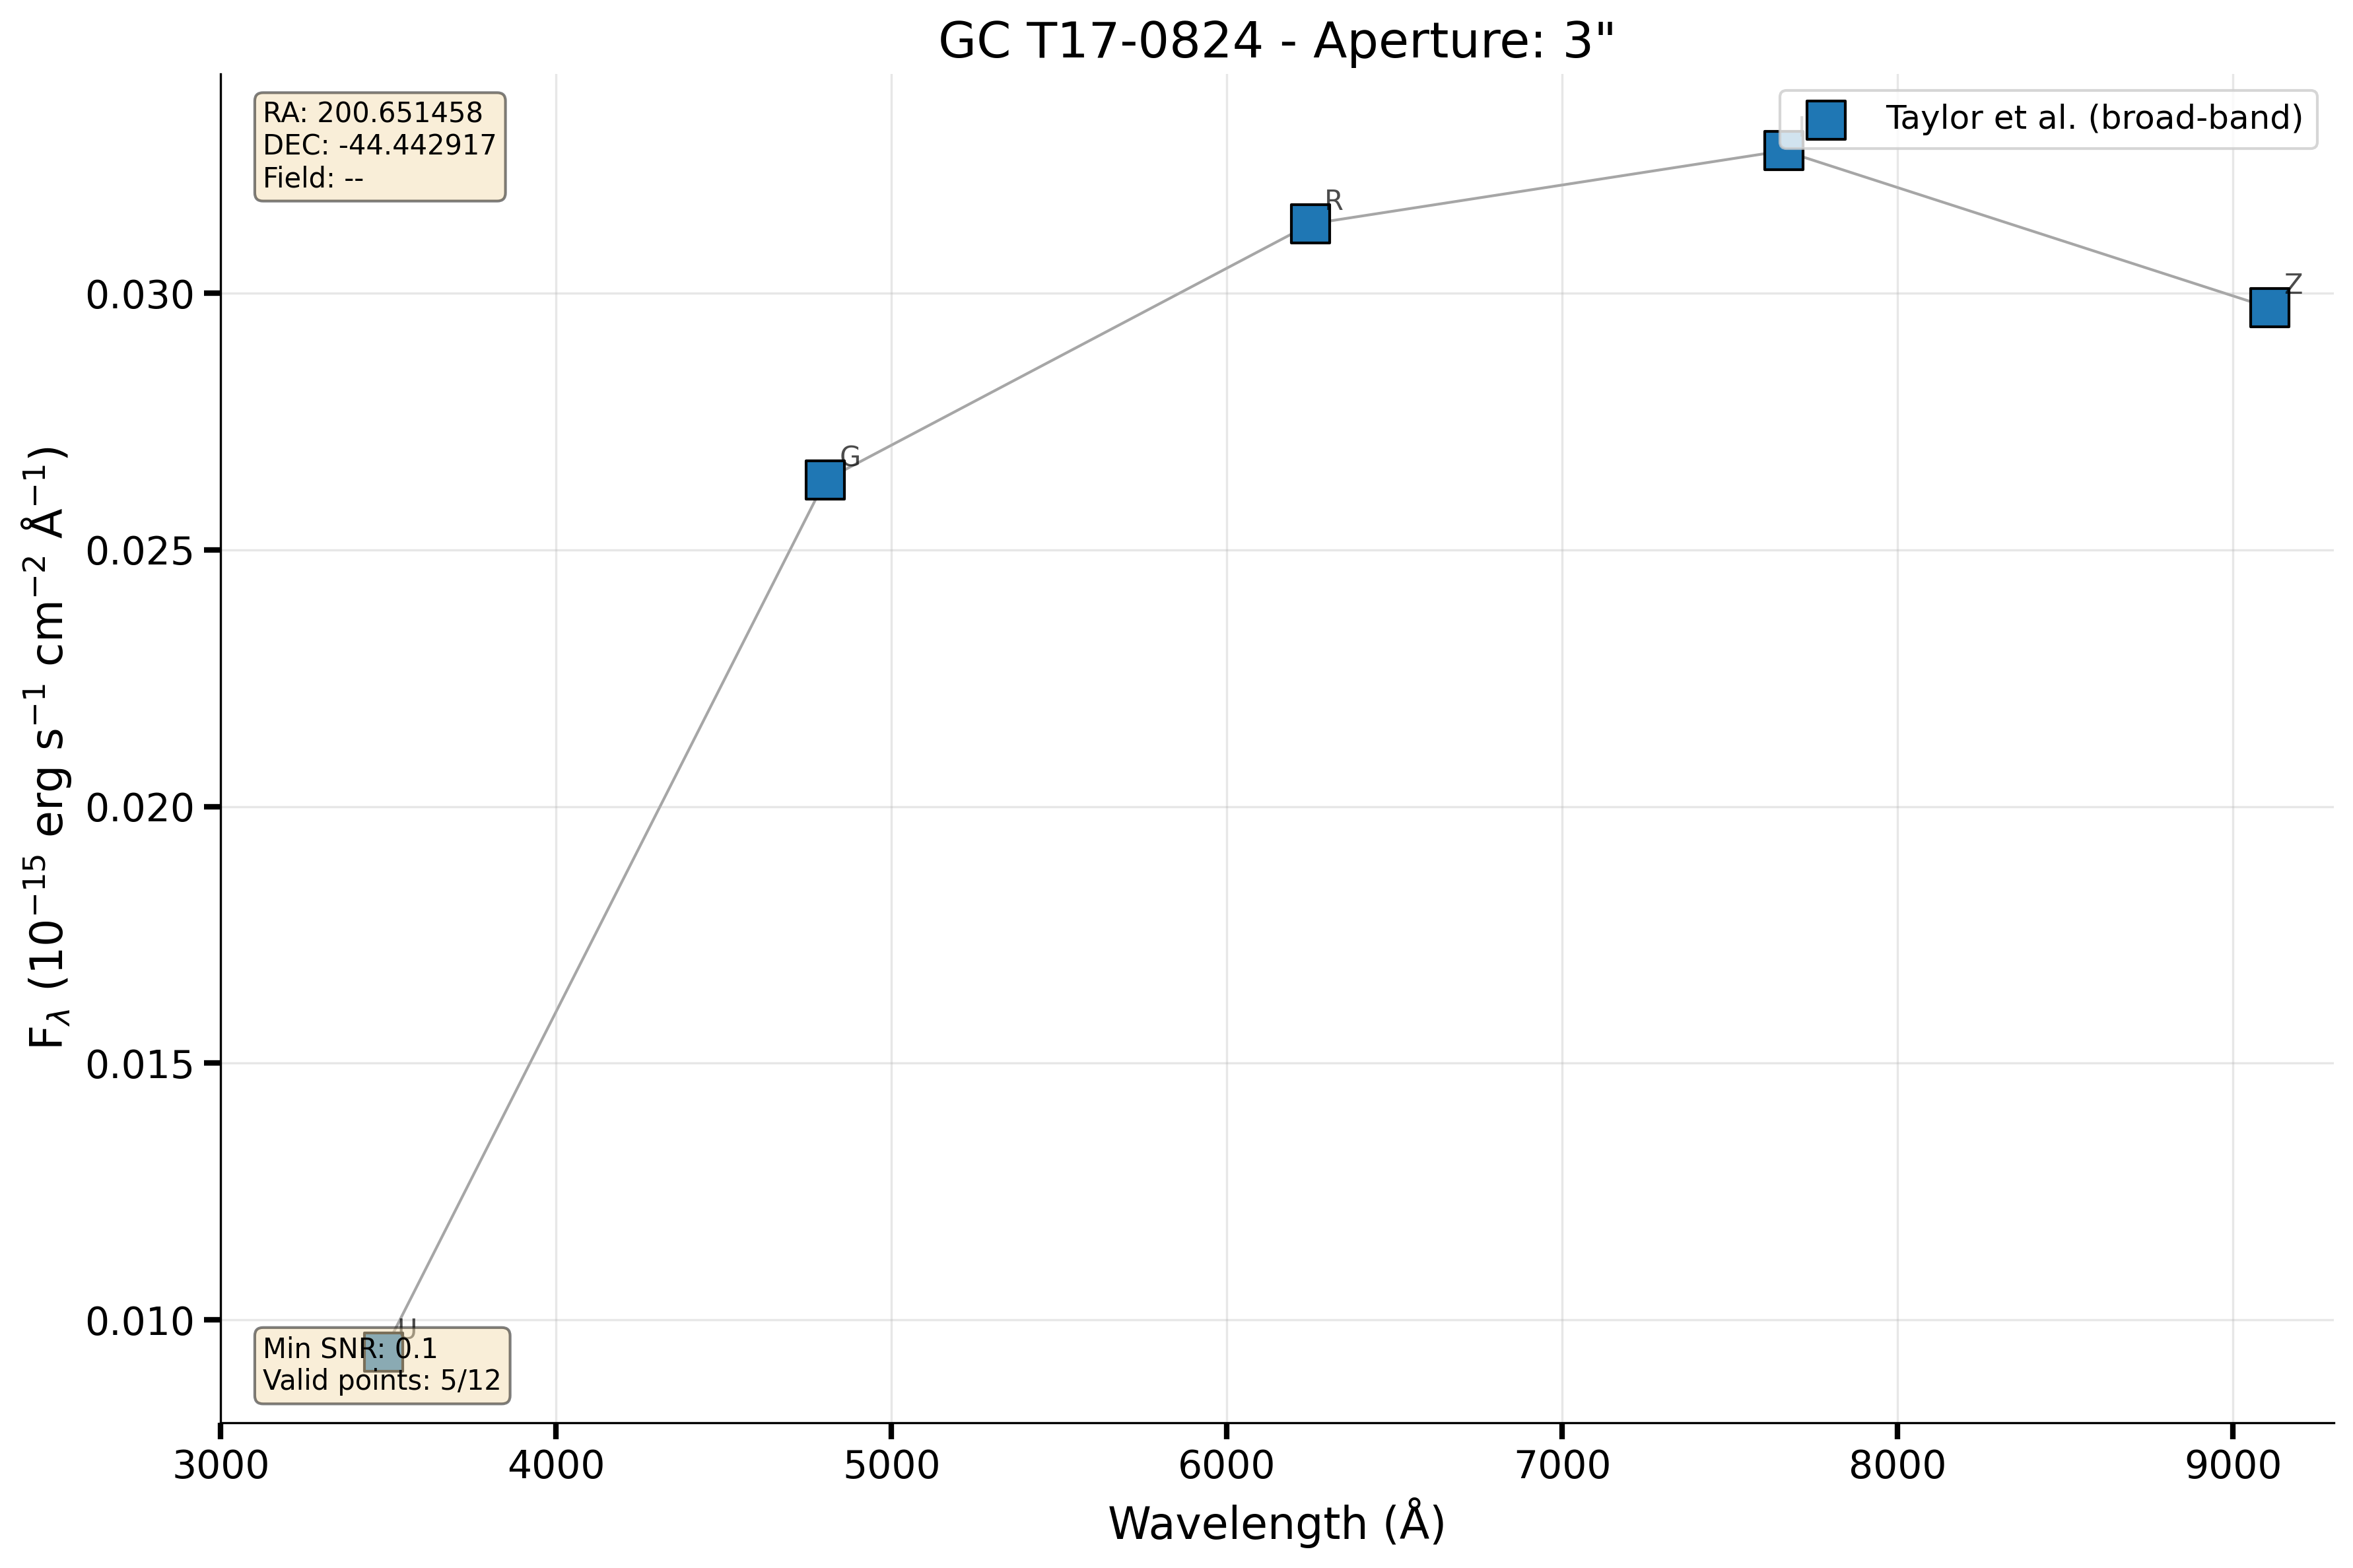 GC T17-0824 - Aperture: 3"
RA: 200.651458
DEC: -44.442917
Field: --
Taylor et al. (broad-band)
R
Z
G
U
Min SNR: 0.1
Valid points: 5/12
0.030
0.025
0.020
0.015
0.010
F_λ (10⁻¹⁵ erg s⁻¹ cm⁻² Å⁻¹)
3000 4000 5000 6000 7000 8000 9000
Wavelength (Å)